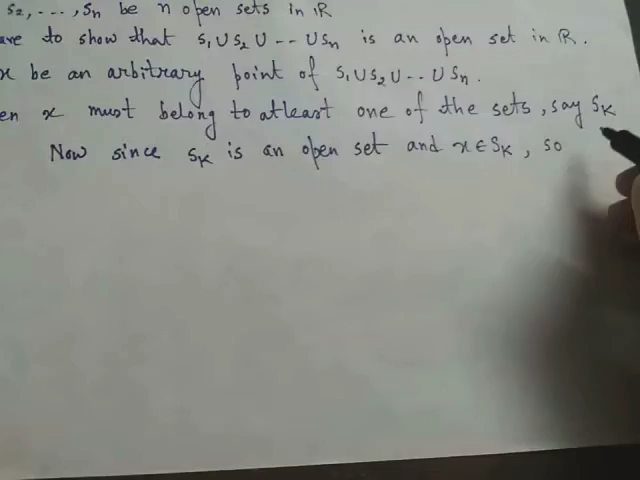 S2, ..., Sn be n open sets in ℝ
ave to show that S1 ∪ S2 ∪ -- ∪ Sn is an open set in ℝ.
x be an arbitrary point of S1 ∪ S2 ∪ -- ∪ Sn.
en x must belong to atleast one of the sets, say SK
Now since SK is an open set and x ∈ SK, so